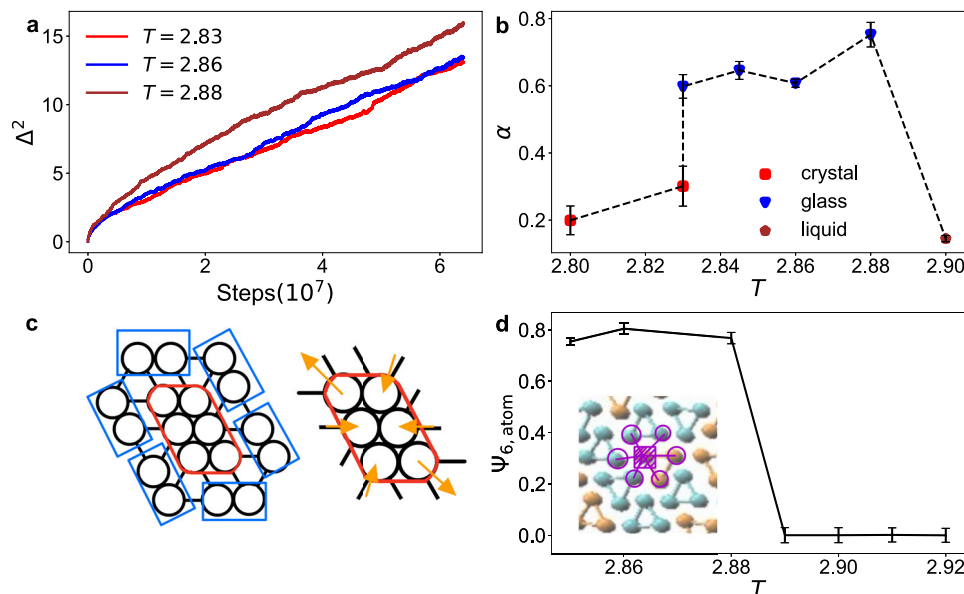 a
T = 2.83
T = 2.86
T = 2.88
15
10
5
0
Δ²
0 2 4 6
Steps(10⁷)
b
0.8
0.6
0.4
0.2
α
crystal
glass
liquid
2.80 2.82 2.84 2.86 2.88 2.90
T
c
d
0.8
0.6
0.4
0.2
0.0
Ψ6, atom
2.86 2.88 2.90 2.92
T